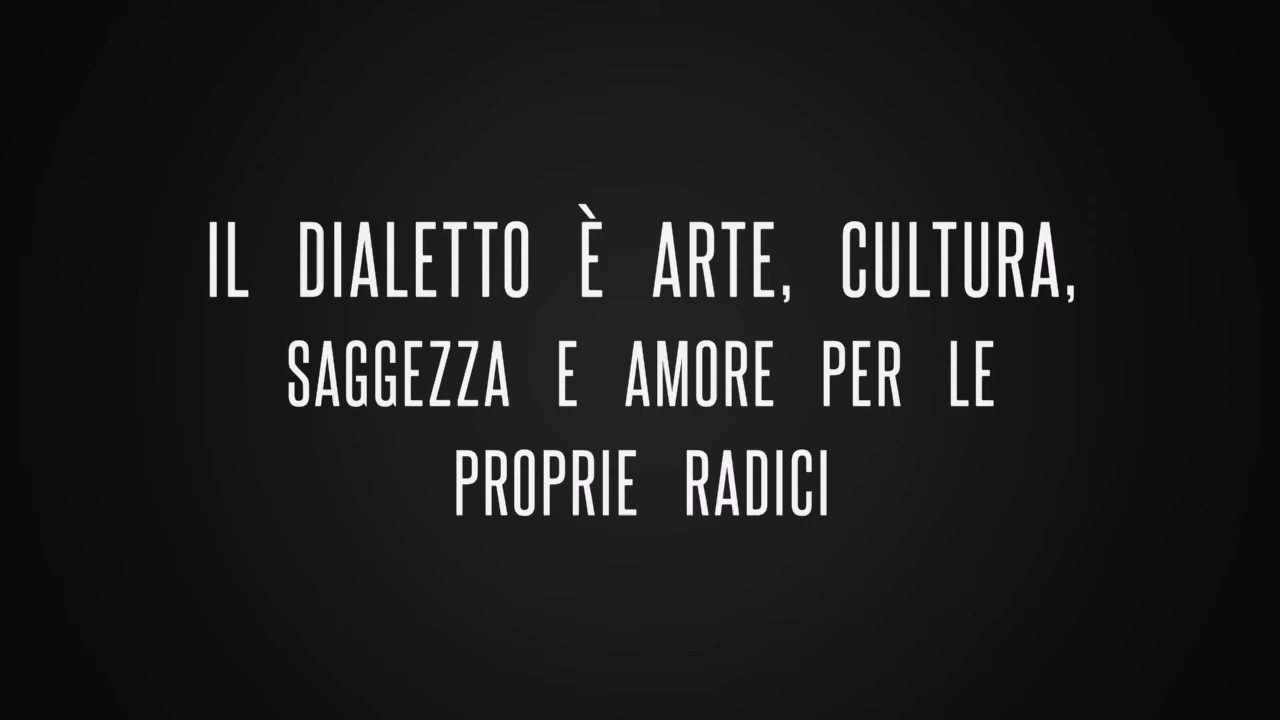 IL DIALETTO È ARTE, CULTURA,
SAGGEZZA E AMORE PER LE
PROPRIE RADICI